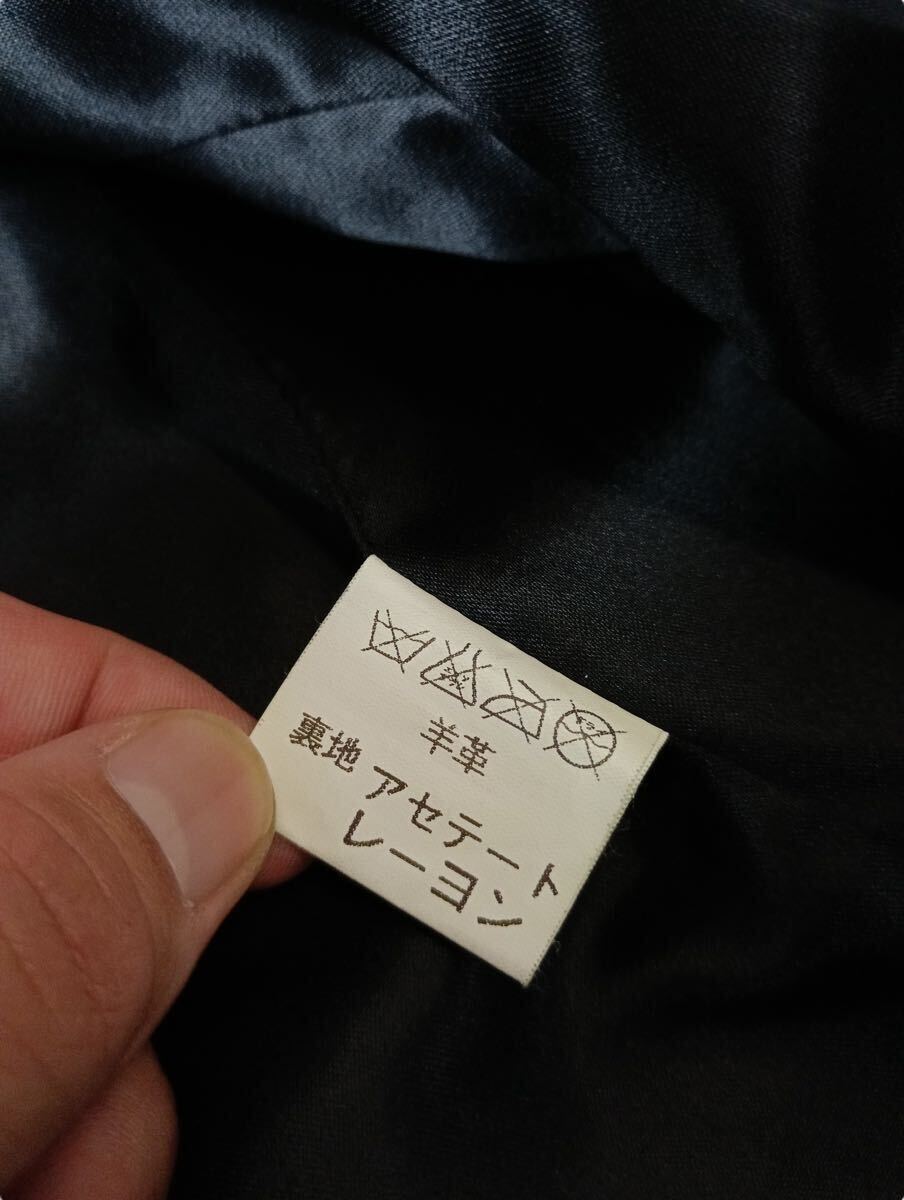 羊革
裏地 アセテート
レーヨン